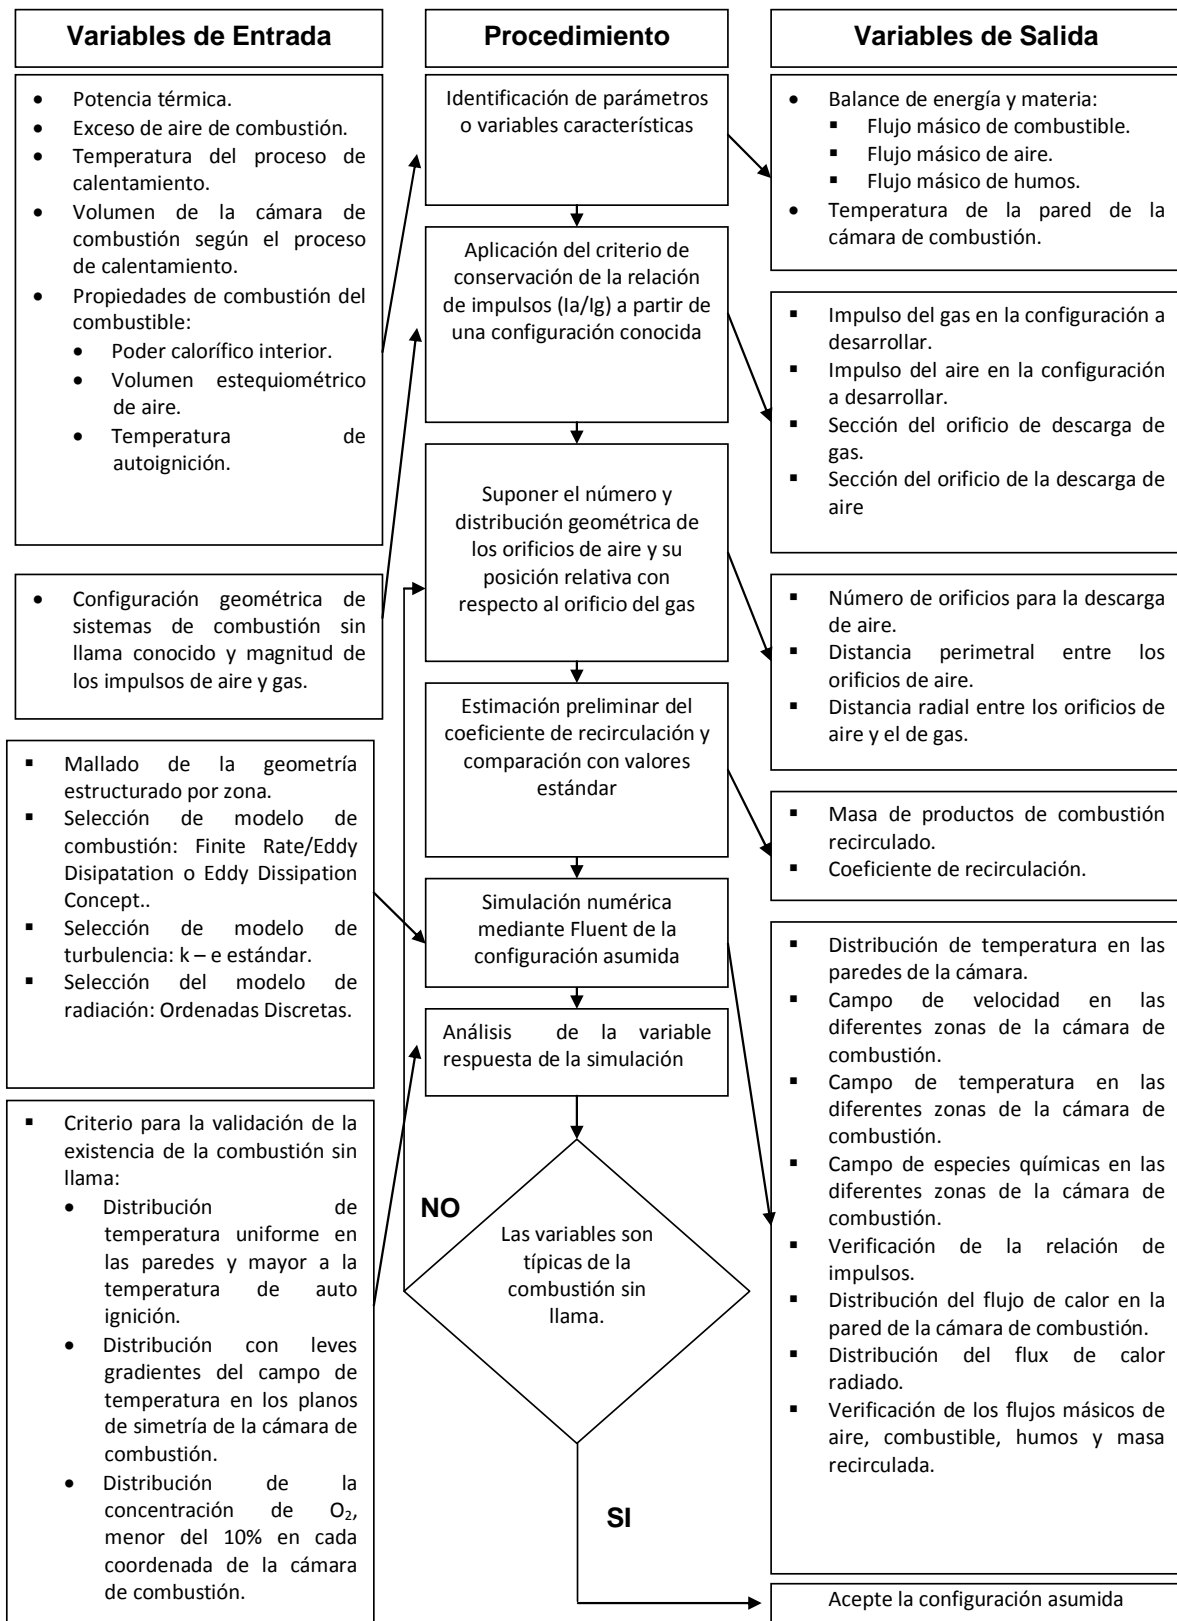 Variables de Entrada
Procedimiento
Variables de Salida
• Potencia térmica.
• Exceso de aire de combustión.
• Temperatura del proceso de
calentamiento.
• Volumen de la cámara de
combustión según el proceso
de calentamiento.
• Propiedades de combustión del
combustible:
• Poder calorífico interior.
• Volumen estequiométrico
de aire.
• Temperatura de
autoignición.
• Configuración geométrica de
sistemas de combustión sin
llama conocido y magnitud de
los impulsos de aire y gas.
▪ Mallado de la geometría
estructurado por zona.
▪ Selección de modelo de
combustión: Finite Rate/Eddy
Disipatation o Eddy Dissipation
Concept..
▪ Selección de modelo de
turbulencia: k – e estándar.
▪ Selección del modelo de
radiación: Ordenadas Discretas.
▪ Criterio para la validación de la
existencia de la combustión sin
llama:
• Distribución de
temperatura uniforme en
las paredes y mayor a la
temperatura de auto
ignición.
• Distribución con leves
gradientes del campo de
temperatura en los planos
de simetría de la cámara de
combustión.
• Distribución de la
concentración de O₂,
menor del 10% en cada
coordenada de la cámara
de combustión.
Identificación de parámetros
o variables características
Aplicación del criterio de
conservación de la relación
de impulsos (Ia/Ig) a partir de
una configuración conocida
Suponer el número y
distribución geométrica de
los orificios de aire y su
posición relativa con
respecto al orificio del gas
Estimación preliminar del
coeficiente de recirculación y
comparación con valores
estándar
Simulación numérica
mediante Fluent de la
configuración asumida
Análisis de la variable
respuesta de la simulación
NO
Las variables son
típicas de la
combustión sin
llama.
SI
• Balance de energía y materia:
▪ Flujo másico de combustible.
▪ Flujo másico de aire.
▪ Flujo másico de humos.
• Temperatura de la pared de la
cámara de combustión.
▪ Impulso del gas en la configuración a
desarrollar.
▪ Impulso del aire en la configuración
a desarrollar.
▪ Sección del orificio de descarga de
gas.
▪ Sección del orificio de la descarga de
aire
▪ Número de orificios para la descarga
de aire.
▪ Distancia perimetral entre los
orificios de aire.
▪ Distancia radial entre los orificios de
aire y el de gas.
▪ Masa de productos de combustión
recirculado.
▪ Coeficiente de recirculación.
▪ Distribución de temperatura en las
paredes de la cámara.
▪ Campo de velocidad en las
diferentes zonas de la cámara de
combustión.
▪ Campo de temperatura en las
diferentes zonas de la cámara de
combustión.
▪ Campo de especies químicas en las
diferentes zonas de la cámara de
combustión.
▪ Verificación de la relación de
impulsos.
▪ Distribución del flujo de calor en la
pared de la cámara de combustión.
▪ Distribución del flux de calor
radiado.
▪ Verificación de los flujos másicos de
aire, combustible, humos y masa
recirculada.
Acepte la configuración asumida